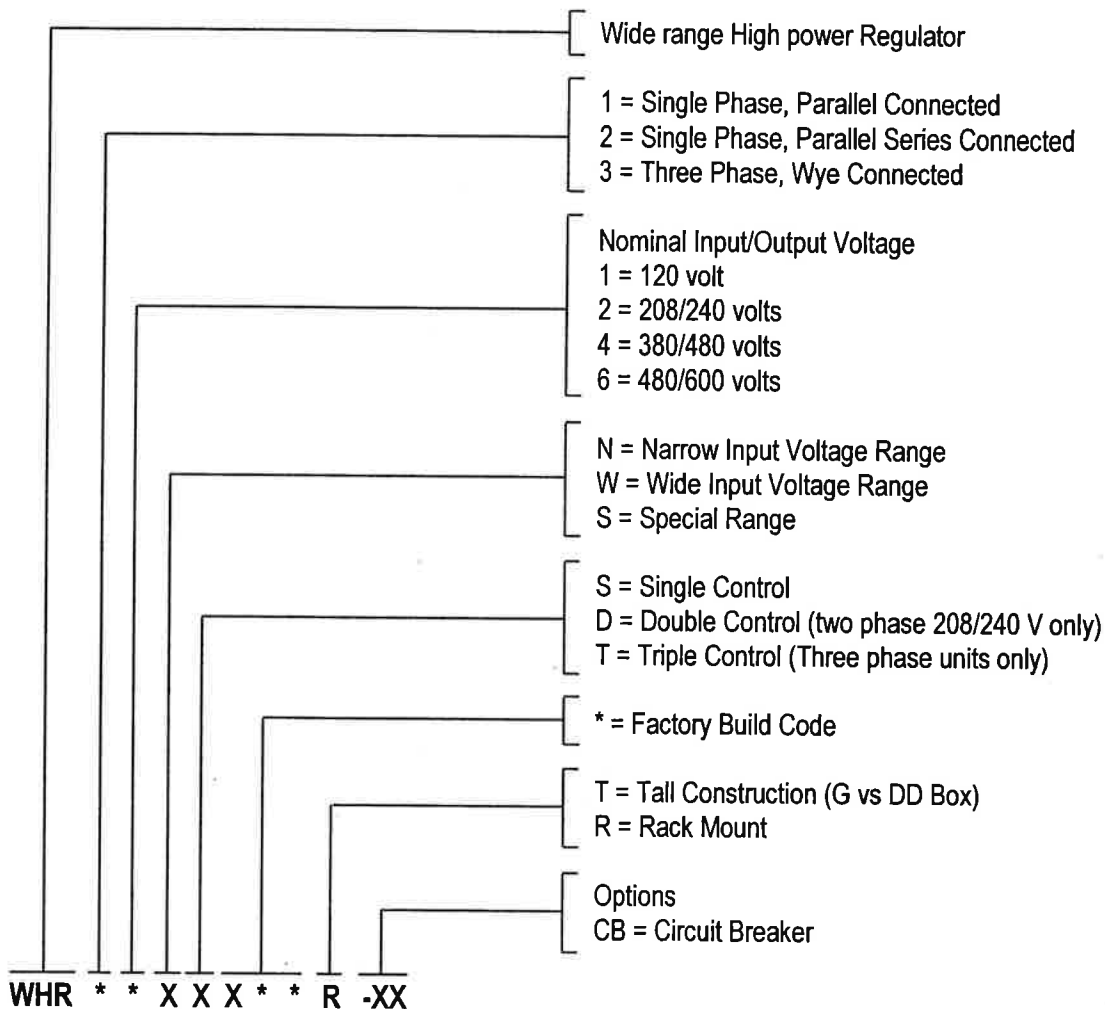 Wide range High power Regulator
1 = Single Phase, Parallel Connected
2 = Single Phase, Parallel Series Connected
3 = Three Phase, Wye Connected
Nominal Input/Output Voltage
1 = 120 volt
2 = 208/240 volts
4 = 380/480 volts
6 = 480/600 volts
N = Narrow Input Voltage Range
W = Wide Input Voltage Range
S = Special Range
S = Single Control
D = Double Control (two phase 208/240 V only)
T = Triple Control (Three phase units only)
* = Factory Build Code
T = Tall Construction (G vs DD Box)
R = Rack Mount
Options
CB = Circuit Breaker
WHR * * X X X * * R -XX